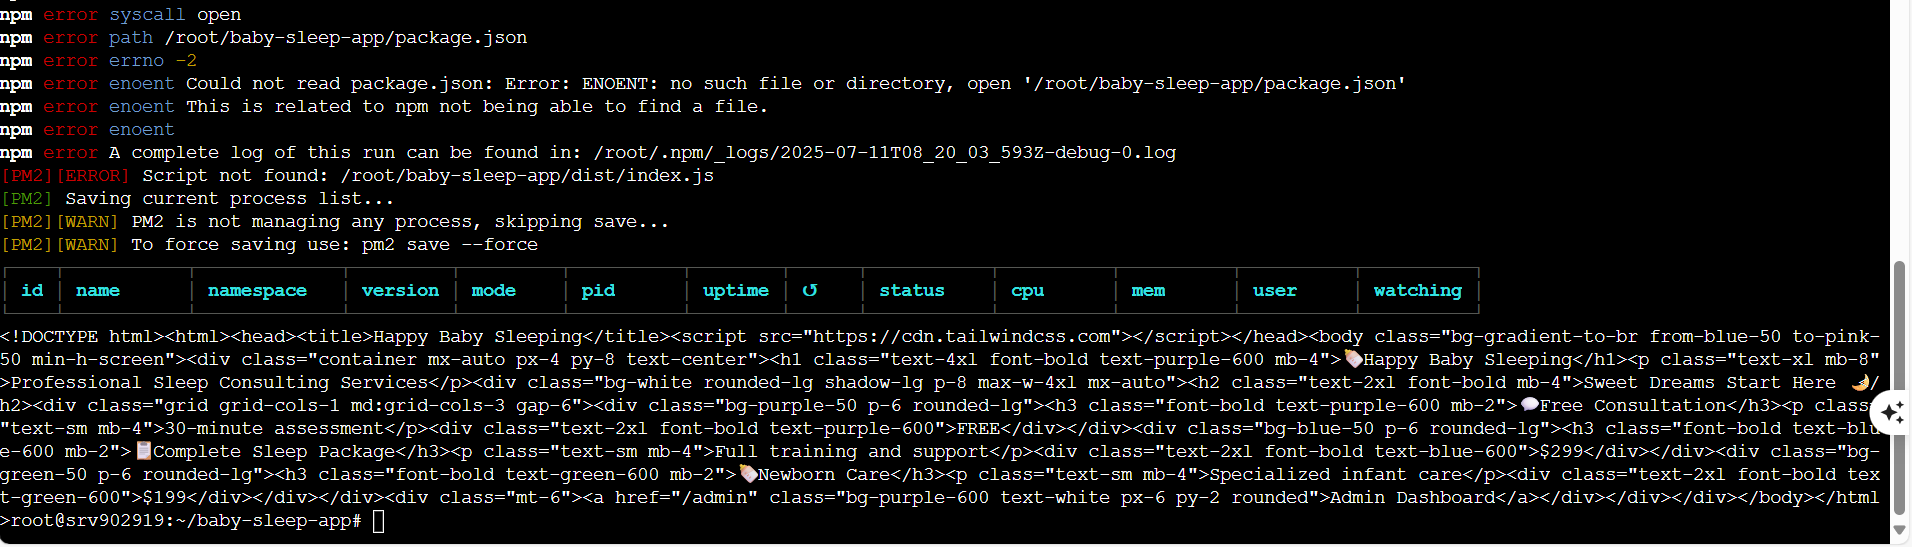 npm error syscall open
npm error path /root/baby-sleep-app/package.json
npm error errno -2
npm error enoent Could not read package.json: Error: ENOENT: no such file or directory, open '/root/baby-sleep-app/package.json'
npm error enoent This is related to npm not being able to find a file.
npm error enoent
npm error A complete log of this run can be found in: /root/.npm/_logs/2025-07-11T08_20_03_593Z-debug-0.log
[PM2][ERROR] Script not found: /root/baby-sleep-app/dist/index.js
[PM2] Saving current process list...
[PM2][WARN] PM2 is not managing any process, skipping save...
[PM2][WARN] To force saving use: pm2 save --force
id name namespace version mode pid uptime ↺ status cpu mem user watching
<!DOCTYPE html><html><head><title>Happy Baby Sleeping</title><script src="https://cdn.tailwindcss.com"></script></head><body class="bg-gradient-to-br from-blue-50 to-pink-
50 min-h-screen"><div class="container mx-auto px-4 py-8 text-center"><h1 class="text-4xl font-bold text-purple-600 mb-4">🍼Happy Baby Sleeping</h1><p class="text-xl mb-8"
>Professional Sleep Consulting Services</p><div class="bg-white rounded-lg shadow-lg p-8 max-w-4xl mx-auto"><h2 class="text-2xl font-bold mb-4">Sweet Dreams Start Here 🌙/
h2><div class="grid grid-cols-1 md:grid-cols-3 gap-6"><div class="bg-purple-50 p-6 rounded-lg"><h3 class="font-bold text-purple-600 mb-2">💬Free Consultation</h3><p class=
"text-sm mb-4">30-minute assessment</p><div class="text-2xl font-bold text-purple-600">FREE</div></div><div class="bg-blue-50 p-6 rounded-lg"><h3 class="font-bold text-blu
e-600 mb-2">📋Complete Sleep Package</h3><p class="text-sm mb-4">Full training and support</p><div class="text-2xl font-bold text-blue-600">$299</div></div><div class="bg-
green-50 p-6 rounded-lg"><h3 class="font-bold text-green-600 mb-2">🍼Newborn Care</h3><p class="text-sm mb-4">Specialized infant care</p><div class="text-2xl font-bold tex
t-green-600">$199</div></div></div><div class="mt-6"><a href="/admin" class="bg-purple-600 text-white px-6 py-2 rounded">Admin Dashboard</a></div></div></div></body></html
>root@srv902919:~/baby-sleep-app#